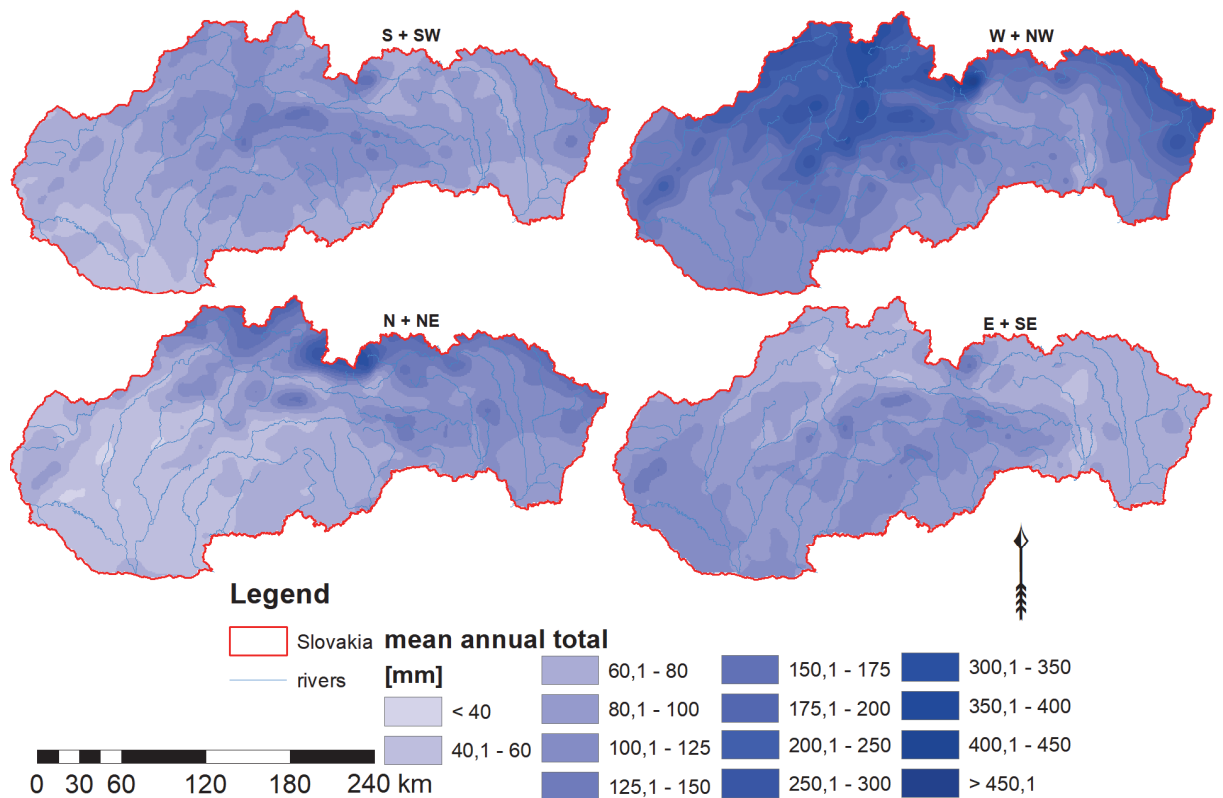 S + SW
W + NW
N + NE
E + SE
Legend
Slovakia
rivers
mean annual total
[mm]
< 40
40,1 - 60
60,1 - 80
80,1 - 100
100,1 - 125
125,1 - 150
150,1 - 175
175,1 - 200
200,1 - 250
250,1 - 300
300,1 - 350
350,1 - 400
400,1 - 450
> 450,1
0 30 60 120 180 240 km